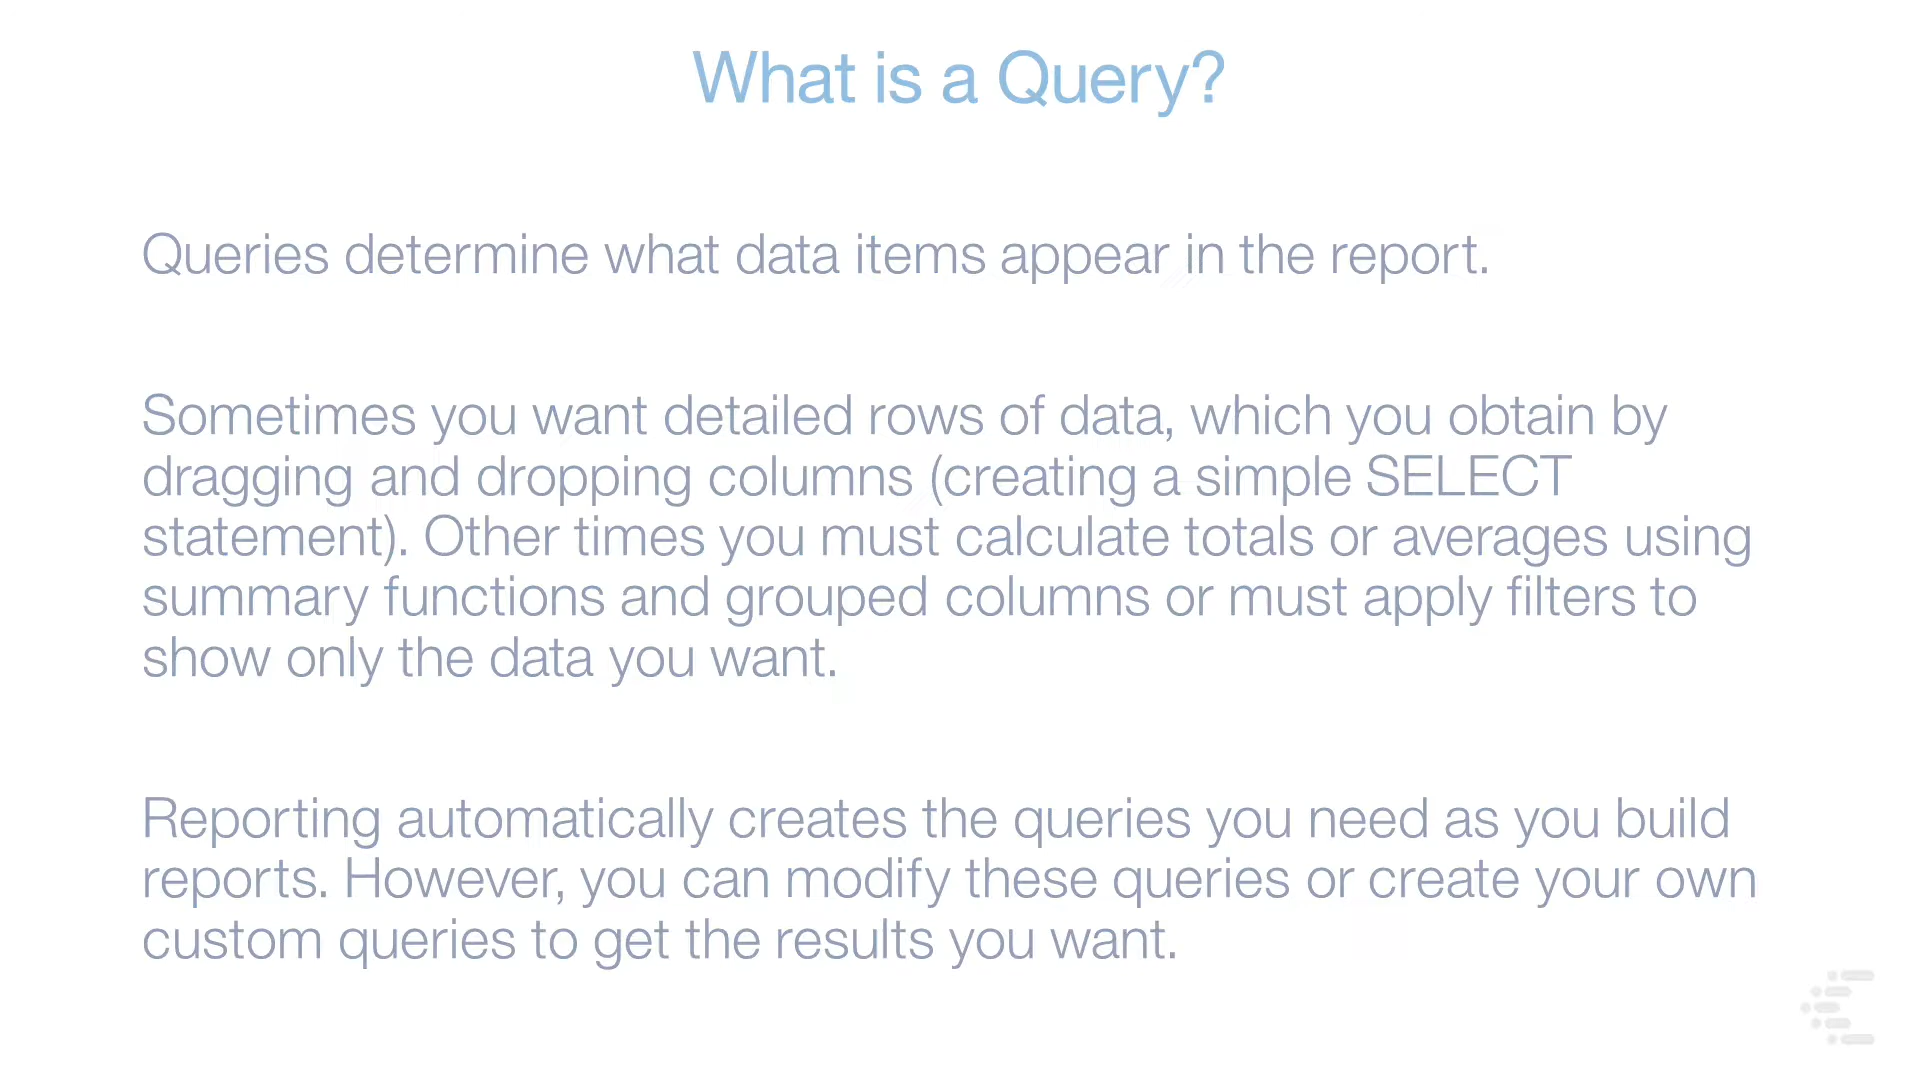 What is a Query?
Queries determine what data items appear in the report.
Sometimes you want detailed rows of data, which you obtain by
dragging and dropping columns (creating a simple SELECT
statement). Other times you must calculate totals or averages using
summary functions and grouped columns or must apply filters to
show only the data you want.
Reporting automatically creates the queries you need as you build
reports. However, you can modify these queries or create your own
custom queries to get the results you want.